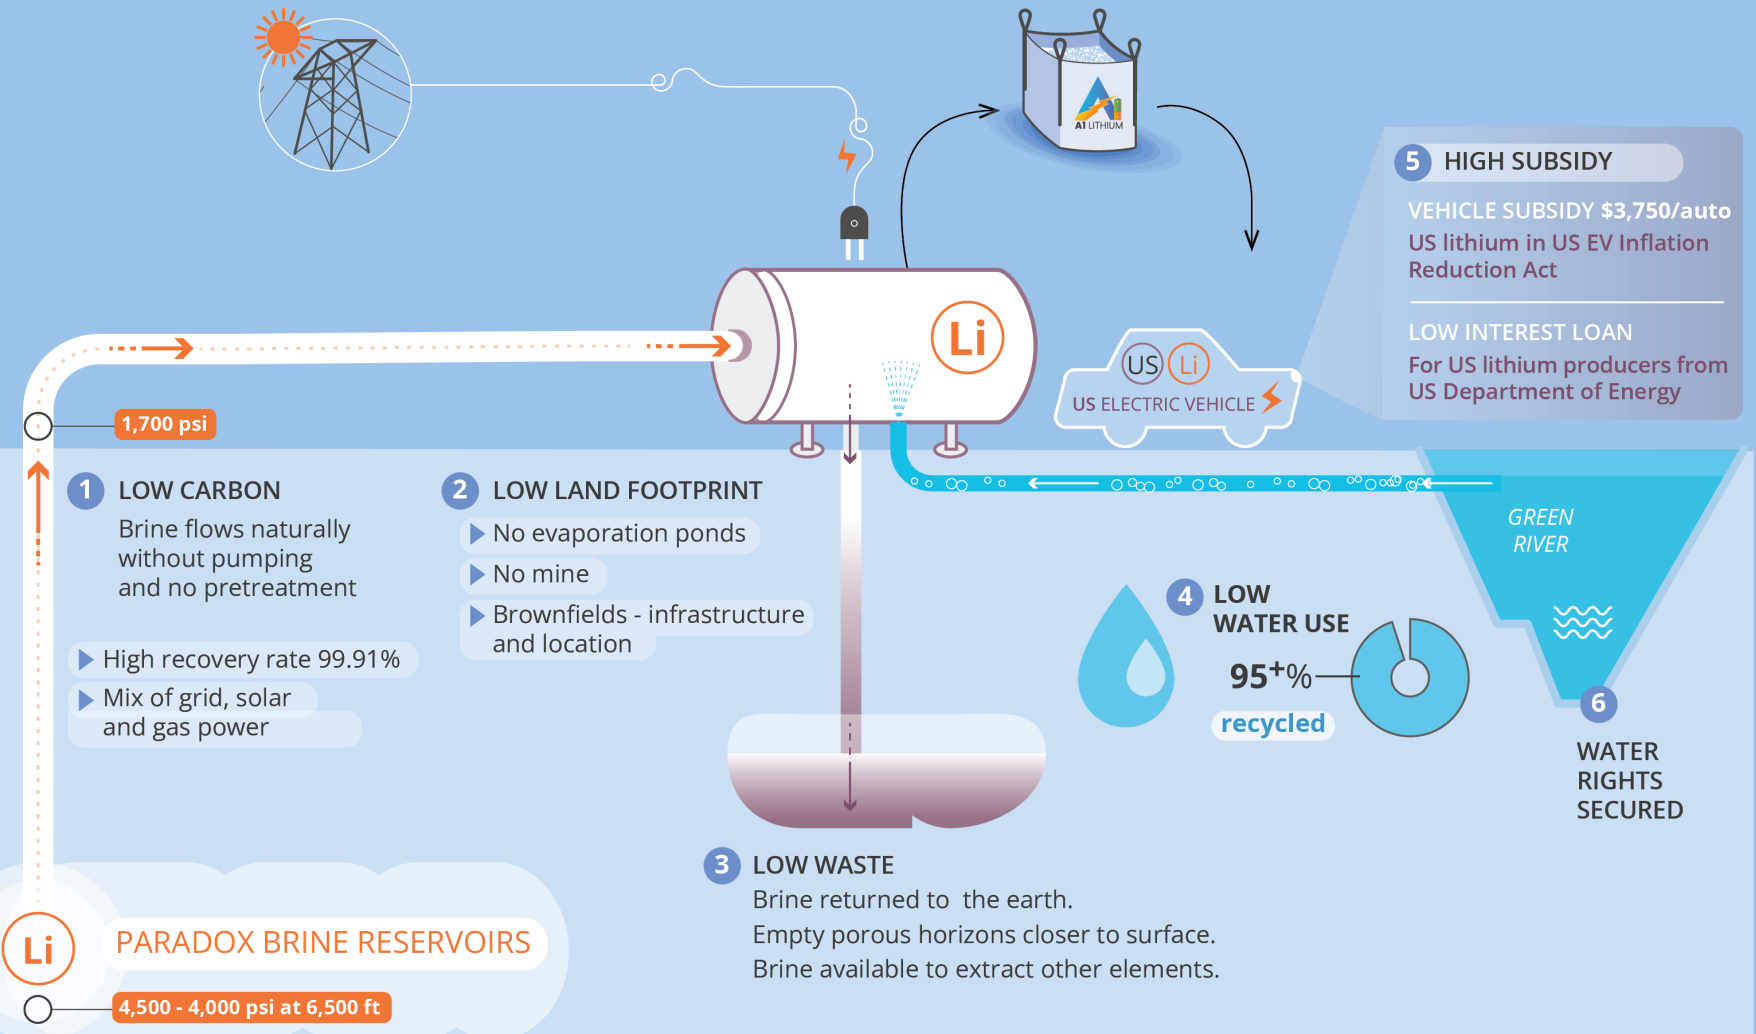 A1 LITHIUM
5 HIGH SUBSIDY
VEHICLE SUBSIDY $3,750/auto
US lithium in US EV Inflation
Reduction Act
LOW INTEREST LOAN
For US lithium producers from
US Department of Energy
Li
US Li
US ELECTRIC VEHICLE
1,700 psi
1 LOW CARBON
Brine flows naturally
without pumping
and no pretreatment
High recovery rate 99.91%
Mix of grid, solar
and gas power
2 LOW LAND FOOTPRINT
No evaporation ponds
No mine
Brownfields - infrastructure
and location
GREEN
RIVER
4 LOW
WATER USE
95+%
recycled
6
WATER
RIGHTS
SECURED
3 LOW WASTE
Brine returned to the earth.
Empty porous horizons closer to surface.
Brine available to extract other elements.
Li
PARADOX BRINE RESERVOIRS
4,500 - 4,000 psi at 6,500 ft